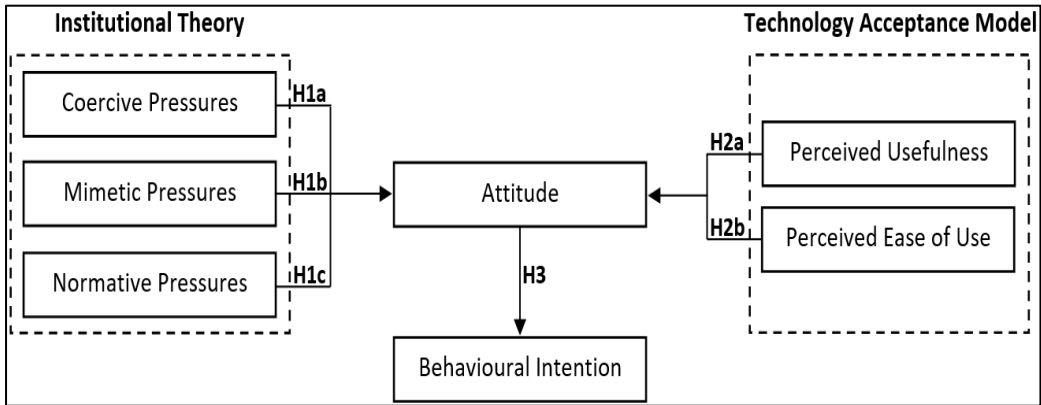 Institutional Theory
Technology Acceptance Model
Coercive Pressures
H1a
Mimetic Pressures
H1b
Normative Pressures
H1c
Attitude
H2a
Perceived Usefulness
H2b
Perceived Ease of Use
H3
Behavioural Intention